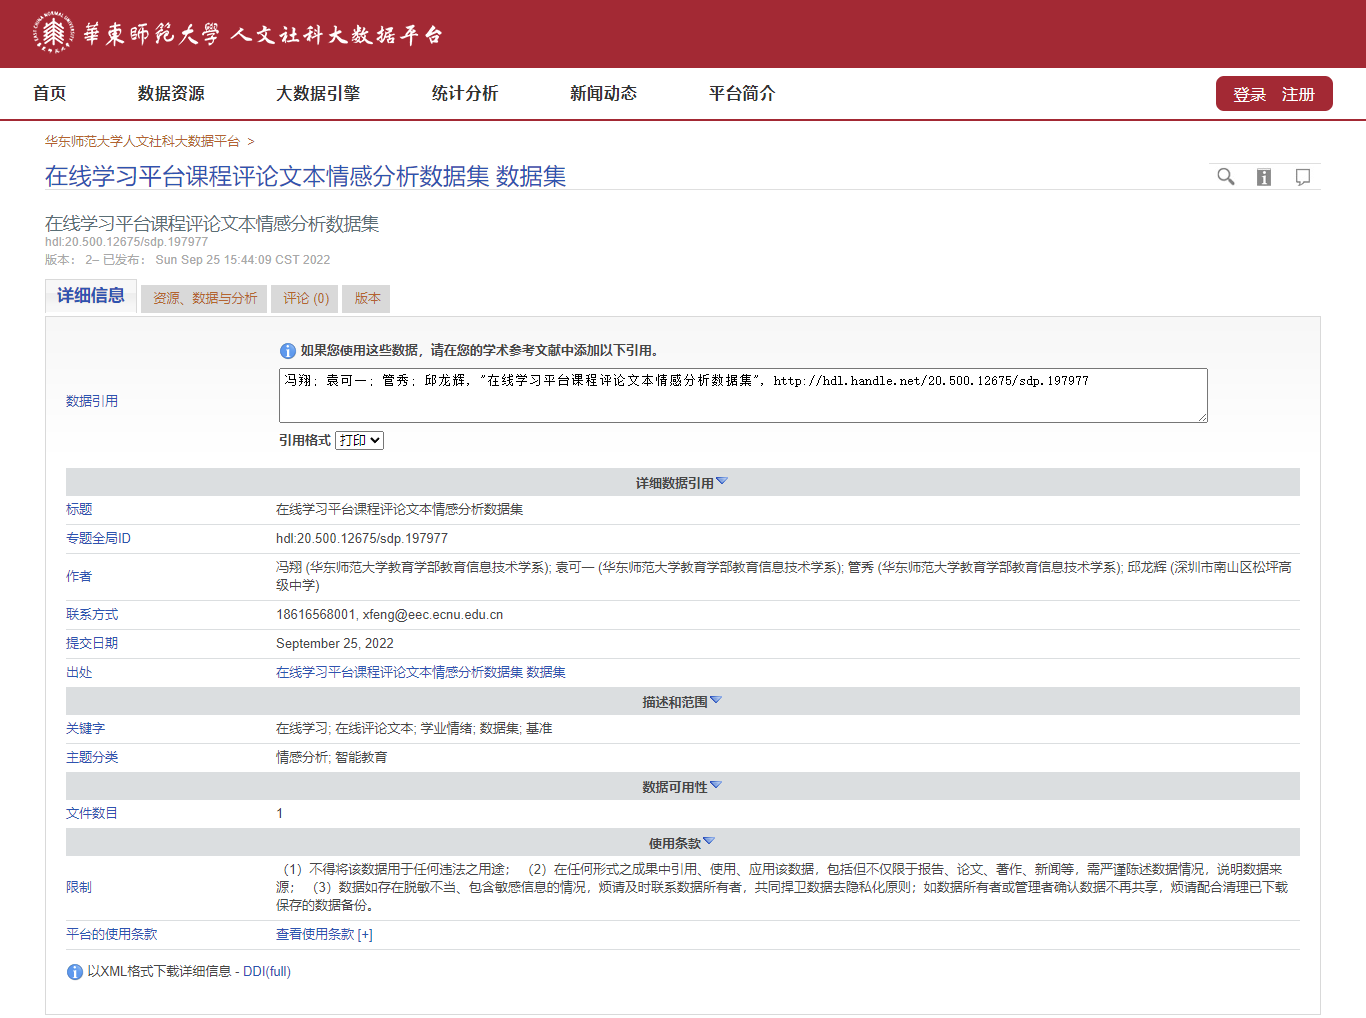 華東師範大學 人文社科大数据平台
首页 数据资源 大数据引擎 统计分析 新闻动态 平台简介 登录 注册
华东师范大学人文社科大数据平台 >
在线学习平台课程评论文本情感分析数据集 数据集
在线学习平台课程评论文本情感分析数据集
hdl:20.500.12675/sdp.197977
版本： 2– 已发布： Sun Sep 25 15:44:09 CST 2022
详细信息 资源、数据与分析 评论 (0) 版本
如果您使用这些数据，请在您的学术参考文献中添加以下引用。
数据引用
冯翔; 袁可一; 管秀; 邱龙辉, "在线学习平台课程评论文本情感分析数据集", http://hdl.handle.net/20.500.12675/sdp.197977
引用格式 打印
详细数据引用
标题 在线学习平台课程评论文本情感分析数据集
专题全局ID hdl:20.500.12675/sdp.197977
作者 冯翔 (华东师范大学教育学部教育信息技术学系); 袁可一 (华东师范大学教育学部教育信息技术学系); 管秀 (华东师范大学教育学部教育信息技术学系); 邱龙辉 (深圳市南山区松坪高
级中学)
联系方式 18616568001, xfeng@eec.ecnu.edu.cn
提交日期 September 25, 2022
出处 在线学习平台课程评论文本情感分析数据集 数据集
描述和范围
关键字 在线学习; 在线评论文本; 学业情绪; 数据集; 基准
主题分类 情感分析; 智能教育
数据可用性
文件数目 1
使用条款
限制 （1）不得将该数据用于任何违法之用途； （2）在任何形式之成果中引用、使用、应用该数据，包括但不仅限于报告、论文、著作、新闻等，需严谨陈述数据情况，说明数据来
源； （3）数据如存在脱敏不当、包含敏感信息的情况，烦请及时联系数据所有者，共同捍卫数据去隐私化原则；如数据所有者或管理者确认数据不再共享，烦请配合清理已下载
保存的数据备份。
平台的使用条款 查看使用条款 [+]
以XML格式下载详细信息 - DDI(full)